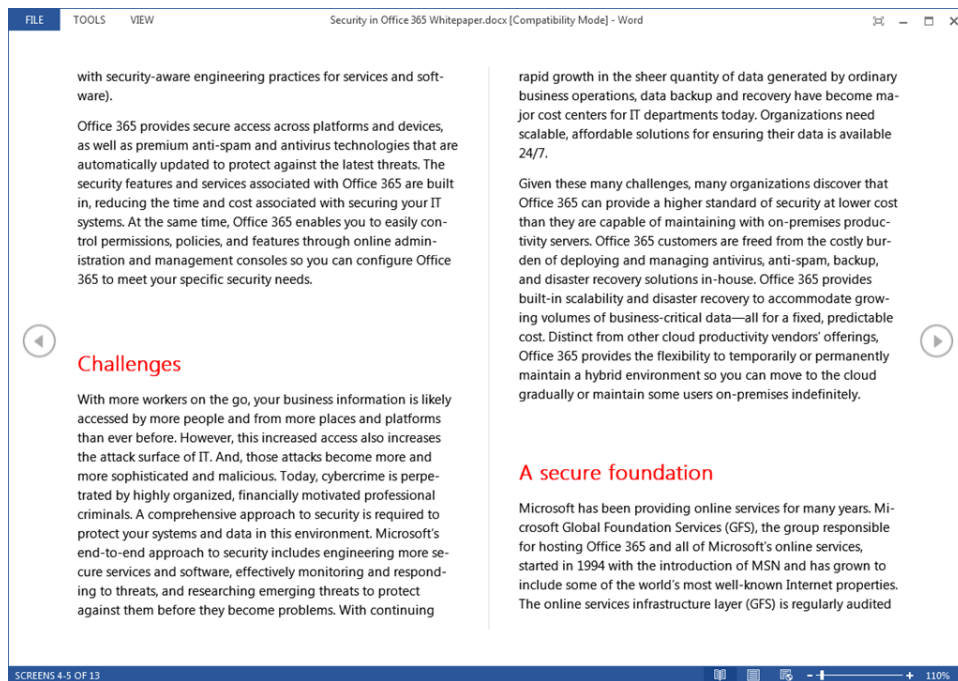 FILE TOOLS VIEW Security in Office 365 Whitepaper.docx [Compatibility Mode] - Word
with security-aware engineering practices for services and soft-
ware).
Office 365 provides secure access across platforms and devices,
as well as premium anti-spam and antivirus technologies that are
automatically updated to protect against the latest threats. The
security features and services associated with Office 365 are built
in, reducing the time and cost associated with securing your IT
systems. At the same time, Office 365 enables you to easily con-
trol permissions, policies, and features through online admin-
istration and management consoles so you can configure Office
365 to meet your specific security needs.
Challenges
With more workers on the go, your business information is likely
accessed by more people and from more places and platforms
than ever before. However, this increased access also increases
the attack surface of IT. And, those attacks become more and
more sophisticated and malicious. Today, cybercrime is perpe-
trated by highly organized, financially motivated professional
criminals. A comprehensive approach to security is required to
protect your systems and data in this environment. Microsoft's
end-to-end approach to security includes engineering more se-
cure services and software, effectively monitoring and respond-
ing to threats, and researching emerging threats to protect
against them before they become problems. With continuing
rapid growth in the sheer quantity of data generated by ordinary
business operations, data backup and recovery have become ma-
jor cost centers for IT departments today. Organizations need
scalable, affordable solutions for ensuring their data is available
24/7.
Given these many challenges, many organizations discover that
Office 365 can provide a higher standard of security at lower cost
than they are capable of maintaining with on-premises produc-
tivity servers. Office 365 customers are freed from the costly bur-
den of deploying and managing antivirus, anti-spam, backup,
and disaster recovery solutions in-house. Office 365 provides
built-in scalability and disaster recovery to accommodate grow-
ing volumes of business-critical data—all for a fixed, predictable
cost. Distinct from other cloud productivity vendors' offerings,
Office 365 provides the flexibility to temporarily or permanently
maintain a hybrid environment so you can move to the cloud
gradually or maintain some users on-premises indefinitely.
A secure foundation
Microsoft has been providing online services for many years. Mi-
crosoft Global Foundation Services (GFS), the group responsible
for hosting Office 365 and all of Microsoft's online services,
started in 1994 with the introduction of MSN and has grown to
include some of the world's most well-known Internet properties.
The online services infrastructure layer (GFS) is regularly audited
SCREENS 4-5 OF 13 110%